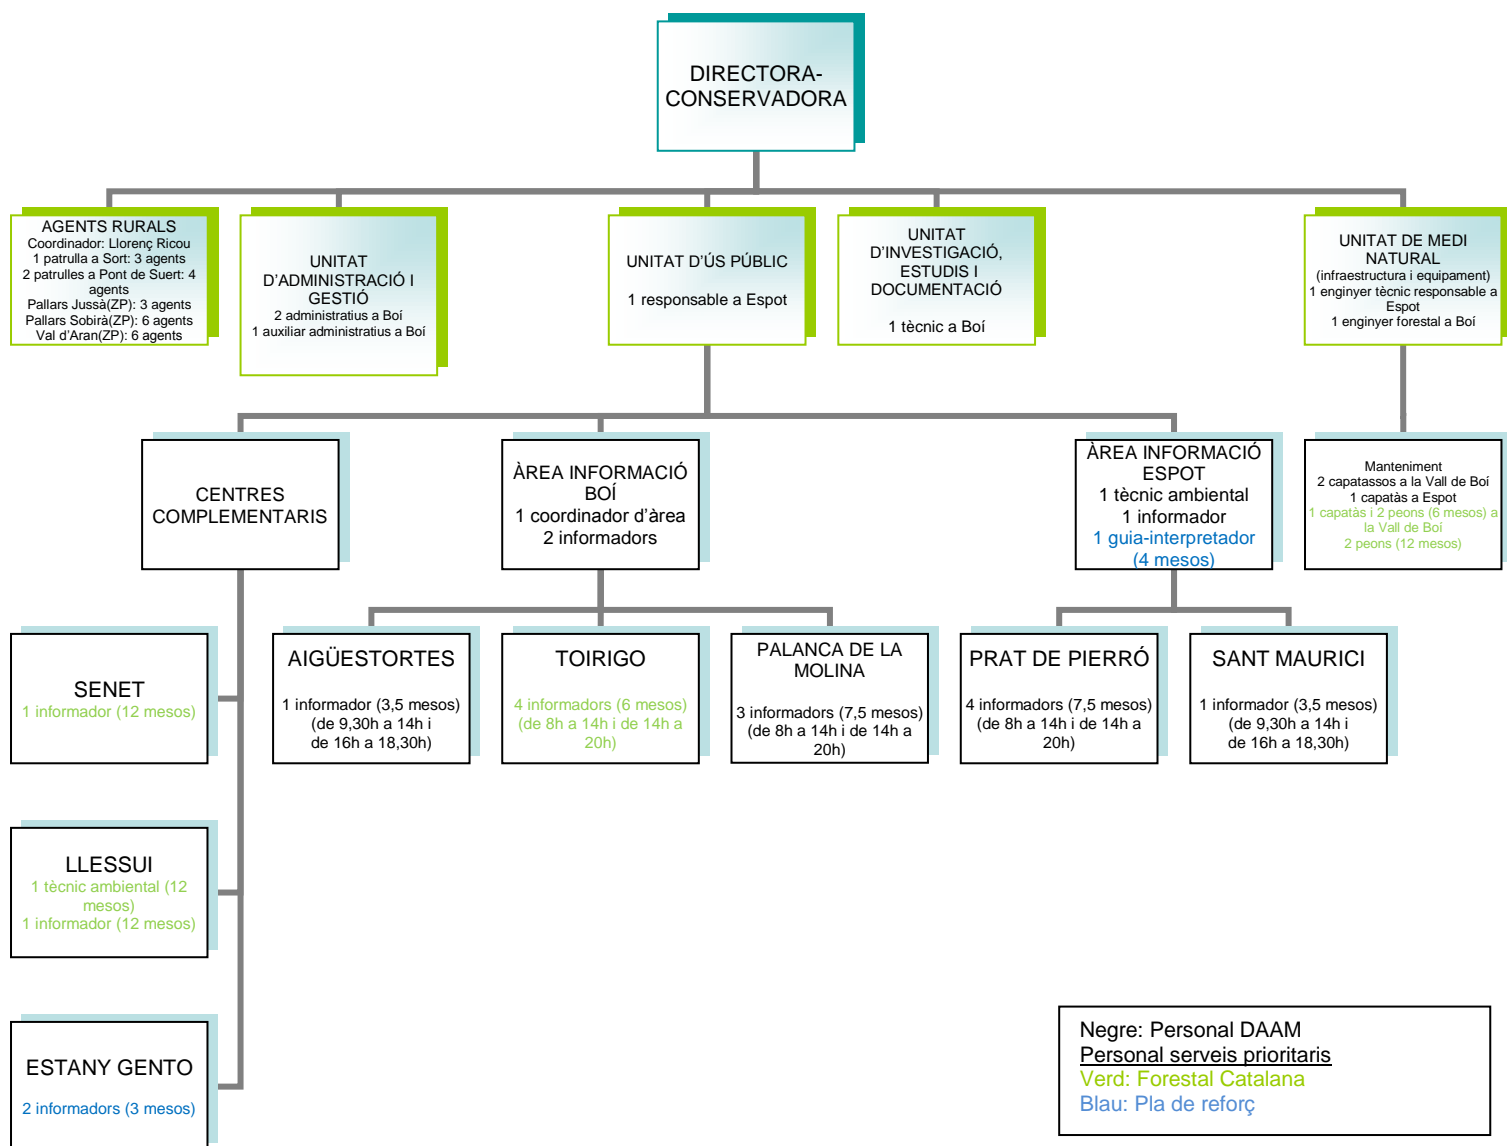 DIRECTORA-
CONSERVADORA
AGENTS RURALS
Coordinador: Llorenç Ricou
1 patrulla a Sort: 3 agents
2 patrulles a Pont de Suert: 4
agents
Pallars Jussà(ZP): 3 agents
Pallars Sobirà(ZP): 6 agents
Val d’Aran(ZP): 6 agents
UNITAT
D’ADMINISTRACIÓ I
GESTIÓ
2 administratius a Boí
1 auxiliar administratius a Boí
UNITAT D’ÚS PÚBLIC
1 responsable a Espot
UNITAT
D’INVESTIGACIÓ,
ESTUDIS I
DOCUMENTACIÓ
1 tècnic a Boí
UNITAT DE MEDI
NATURAL
(infraestructura i equipament)
1 enginyer tècnic responsable a
Espot
1 enginyer forestal a Boí
CENTRES
COMPLEMENTARIS
ÀREA INFORMACIÓ
BOÍ
1 coordinador d’àrea
2 informadors
ÀREA INFORMACIÓ
ESPOT
1 tècnic ambiental
1 informador
1 guia-interpretador
(4 mesos)
Manteniment
2 capatassos a la Vall de Boí
1 capatàs a Espot
1 capatàs i 2 peons (6 mesos) a
la Vall de Boí
2 peons (12 mesos)
SENET
1 informador (12 mesos)
AIGÜESTORTES
1 informador (3,5 mesos)
(de 9,30h a 14h i
de 16h a 18,30h)
TOIRIGO
4 informadors (6 mesos)
(de 8h a 14h i de 14h a
20h)
PALANCA DE LA
MOLINA
3 informadors (7,5 mesos)
(de 8h a 14h i de 14h a
20h)
PRAT DE PIERRÓ
4 informadors (7,5 mesos)
(de 8h a 14h i de 14h a
20h)
SANT MAURICI
1 informador (3,5 mesos)
(de 9,30h a 14h i
de 16h a 18,30h)
LLESSUI
1 tècnic ambiental (12
mesos)
1 informador (12 mesos)
ESTANY GENTO
2 informadors (3 mesos)
Negre: Personal DAAM
Personal serveis prioritaris
Verd: Forestal Catalana
Blau: Pla de reforç